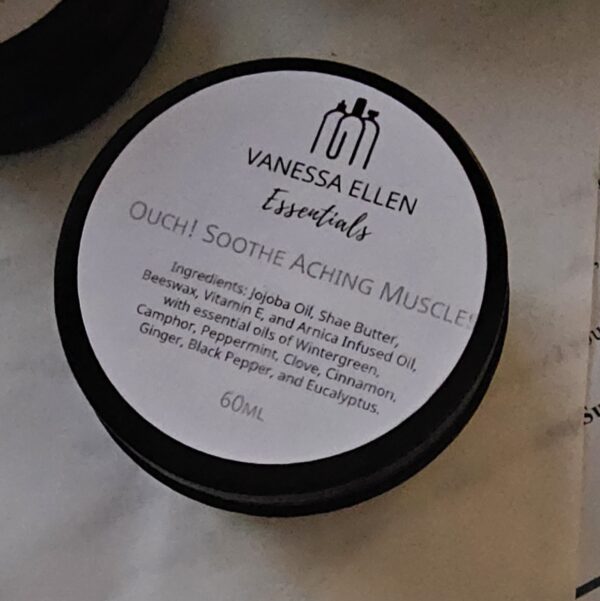 VANESSA ELLEN
Essentials
OUCH! SOOTHE ACHING MUSCLES
Ingredients: Jojoba Oil, Shae Butter,
Beeswax, Vitamin E, and Arnica Infused Oil,
with essential oils of Wintergreen,
Camphor, Peppermint, Clove, Cinnamon,
Ginger, Black Pepper, and Eucalyptus.
60ML